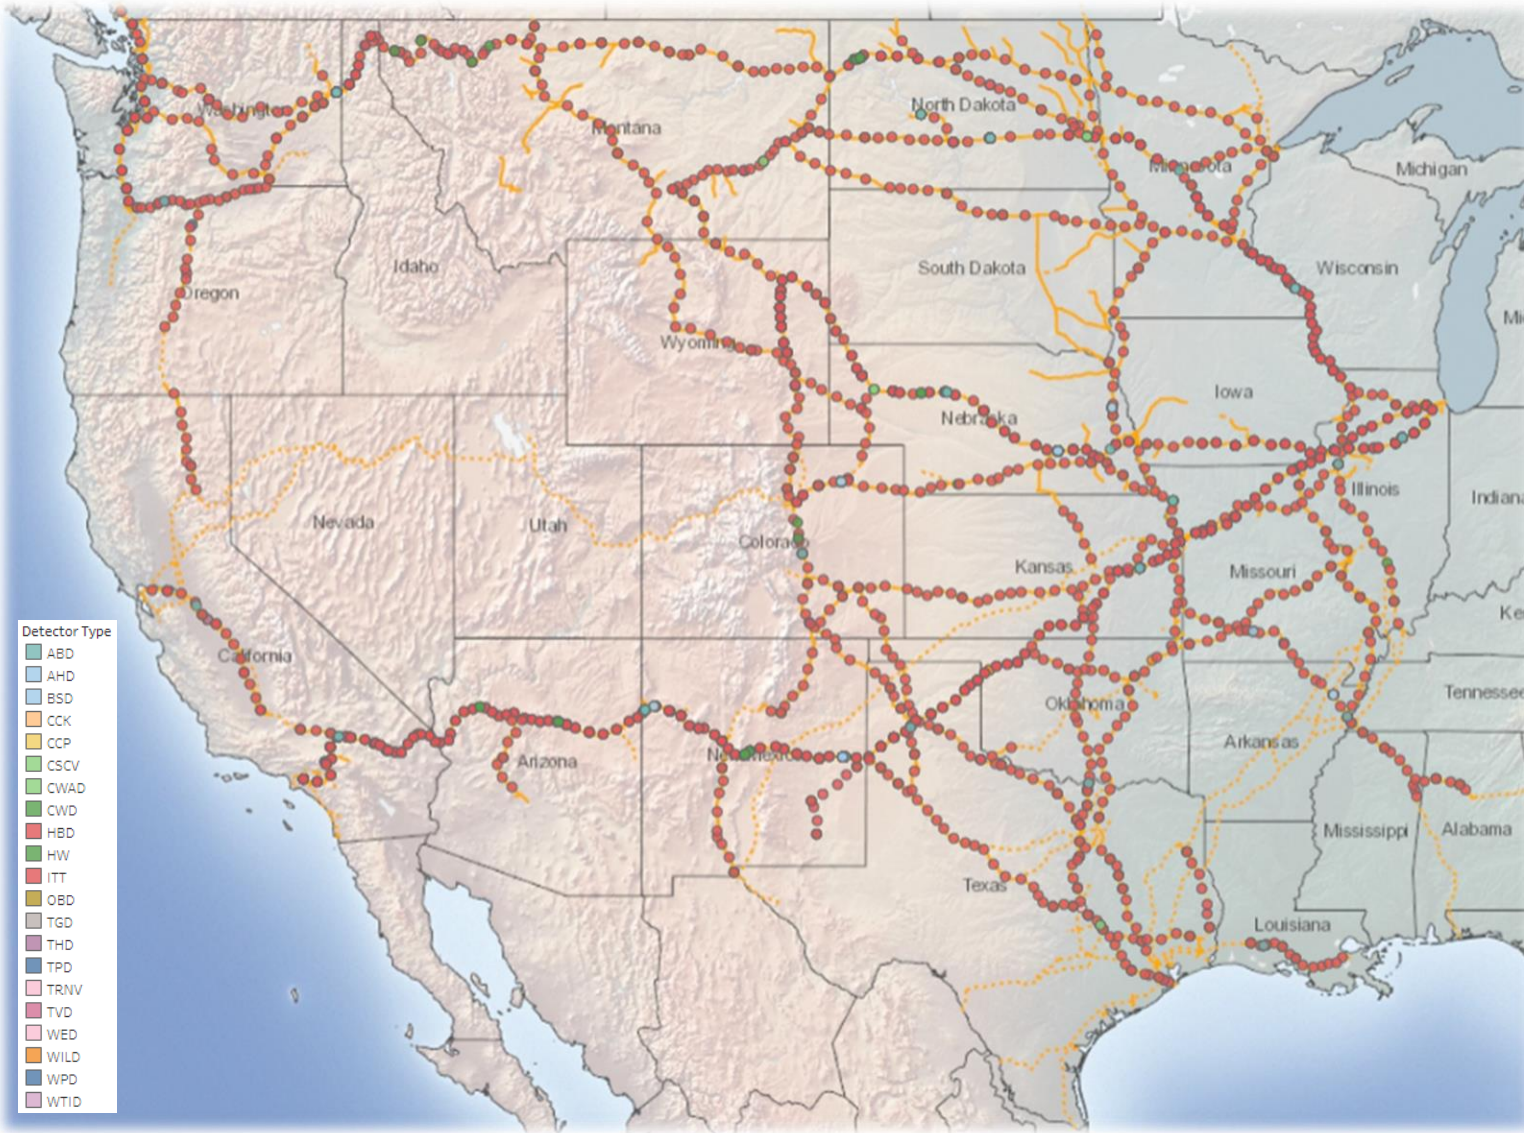 Washington
Montana
North Dakota
Minnesota
Michigan
Oregon
Idaho
South Dakota
Wisconsin
Mi
Wyoming
Nebraska
Iowa
Nevada
Utah
Colorado
Kansas
Missouri
Illinois
Indiana
Ke
California
Arizona
New Mexico
Oklahoma
Arkansas
Tennessee
Texas
Louisiana
Mississippi
Alabama
Detector Type
ABD
AHD
BSD
CCK
CCP
CSCV
CWAD
CWD
HBD
HW
ITT
OBD
TGD
THD
TPD
TRNV
TVD
WED
WILD
WPD
WTID